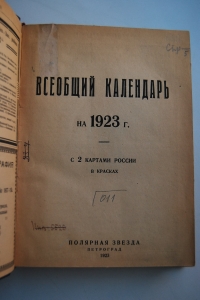 ВСЕОБЩИЙ КАЛЕНДАРЬ
НА 1923 Г.
С 2 КАРТАМИ РОССИИ
В КРАСКАХ
ПОЛЯРНАЯ ЗВЕЗДА
ПЕТРОГРАД
1923